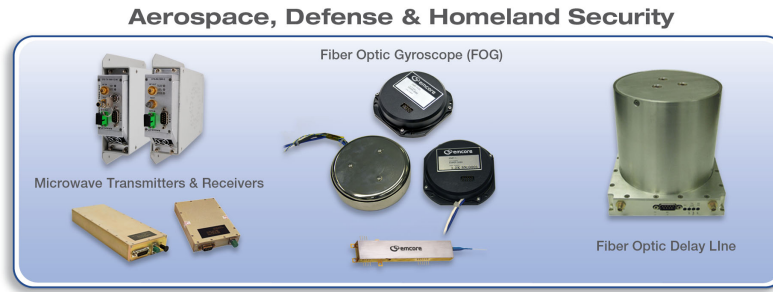 Aerospace, Defense & Homeland Security
Fiber Optic Gyroscope (FOG)
emcore
emcore
Microwave Transmitters & Receivers
emcore
Fiber Optic Delay LIne